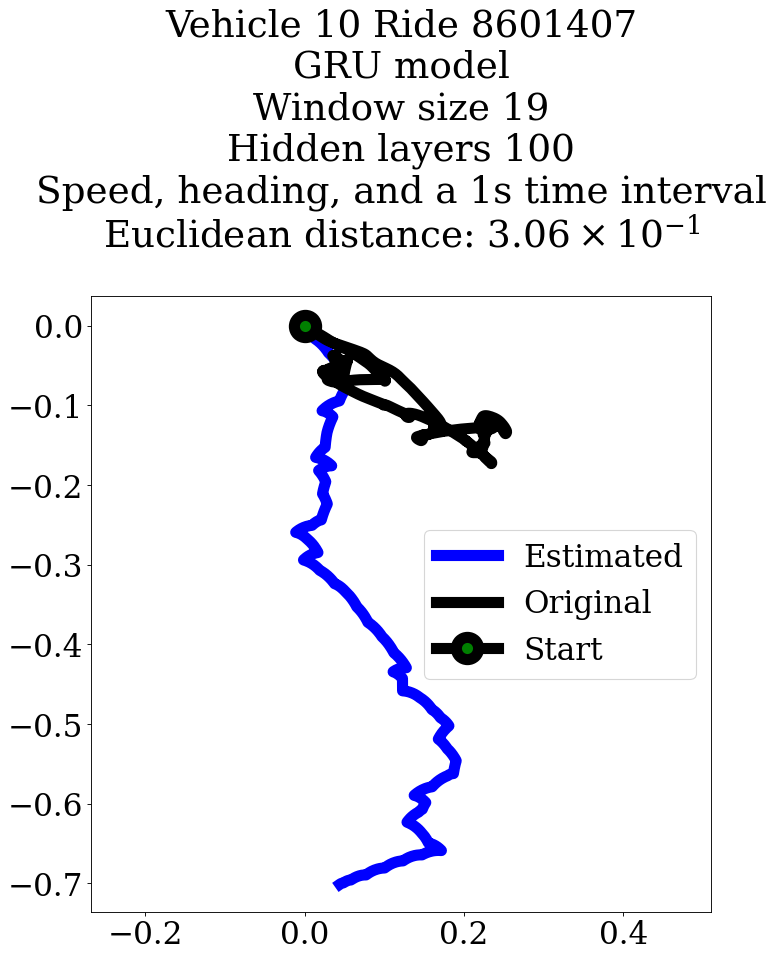 Vehicle 10 Ride 8601407
GRU model
Window size 19
Hidden layers 100
Speed, heading, and a 1s time interval
Euclidean distance: 3.06 × 10⁻¹
0.0
−0.1
−0.2
−0.3
−0.4
−0.5
−0.6
−0.7
Estimated
Original
Start
−0.2
0.0
0.2
0.4